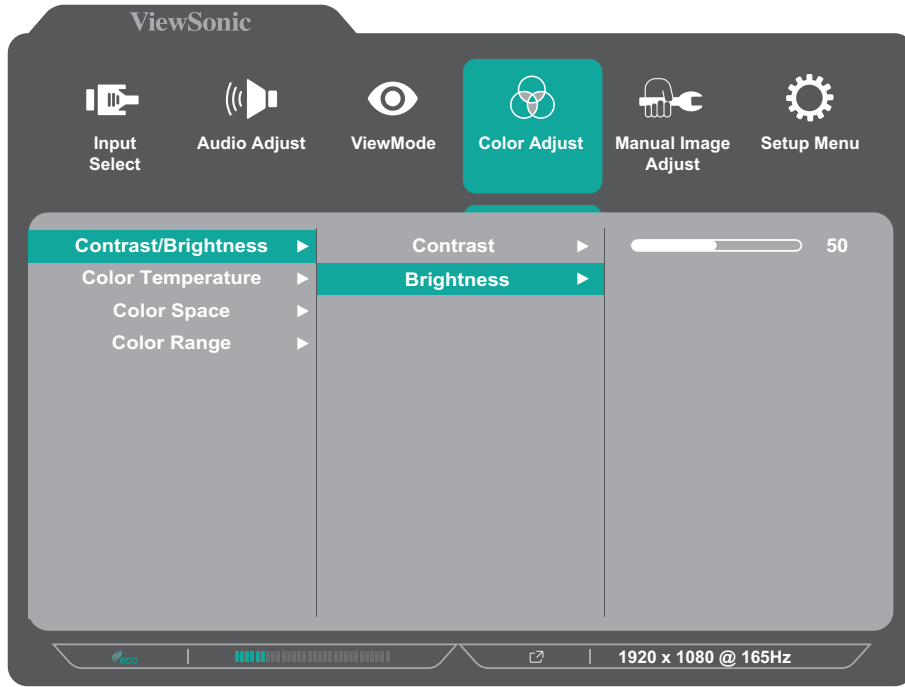 ViewSonic
Input Select
Audio Adjust
ViewMode
Color Adjust
Manual Image Adjust
Setup Menu
Contrast/Brightness
Contrast
50
Color Temperature
Brightness
Color Space
Color Range
eco
1920 x 1080 @ 165Hz